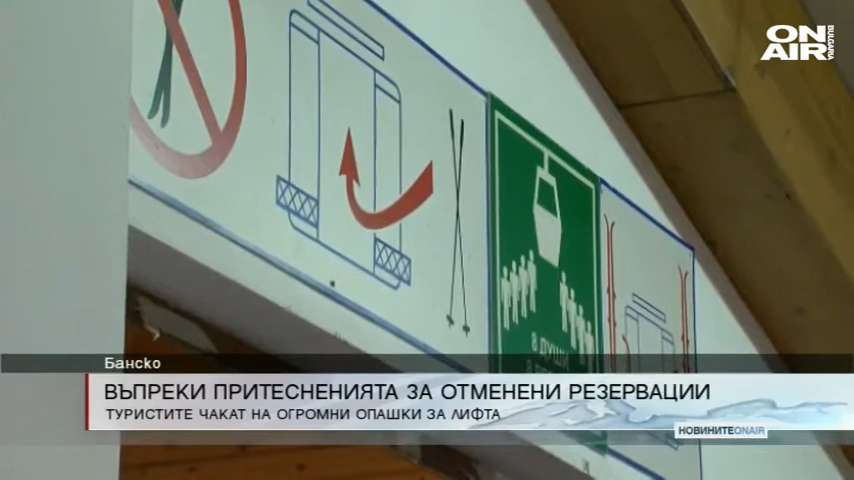 ON
AIR
BULGARIA
Банско
ВЪПРЕКИ ПРИТЕСНЕНИЯТА ЗА ОТМЕНЕНИ РЕЗЕРВАЦИИ
ТУРИСТИТЕ ЧАКАТ НА ОГРОМНИ ОПАШКИ ЗА ЛИФТА
НОВИНИТЕONAIR